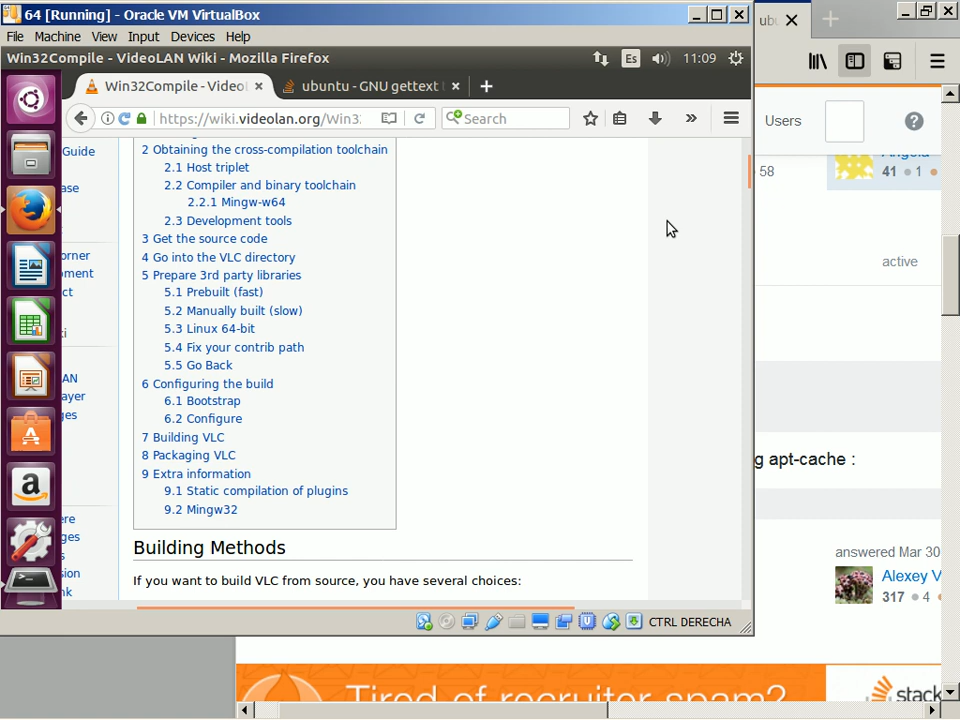 64 [Running] - Oracle VM VirtualBox
File Machine View Input Devices Help
Win32Compile - VideoLAN Wiki - Mozilla Firefox
Es
11:09
Win32Compile - Video
ubuntu - GNU gettext
https://wiki.videolan.org/Win3
Search
Guide
2 Obtaining the cross-compilation toolchain
2.1 Host triplet
2.2 Compiler and binary toolchain
2.2.1 Mingw-w64
2.3 Development tools
3 Get the source code
4 Go into the VLC directory
5 Prepare 3rd party libraries
5.1 Prebuilt (fast)
5.2 Manually built (slow)
5.3 Linux 64-bit
5.4 Fix your contrib path
5.5 Go Back
6 Configuring the build
6.1 Bootstrap
6.2 Configure
7 Building VLC
8 Packaging VLC
9 Extra information
9.1 Static compilation of plugins
9.2 Mingw32
Building Methods
If you want to build VLC from source, you have several choices:
CTRL DERECHA
ubu
Users
58
41 1
active
g apt-cache :
answered Mar 30
Alexey V
317 4
Tired of recruiter spam?
stack